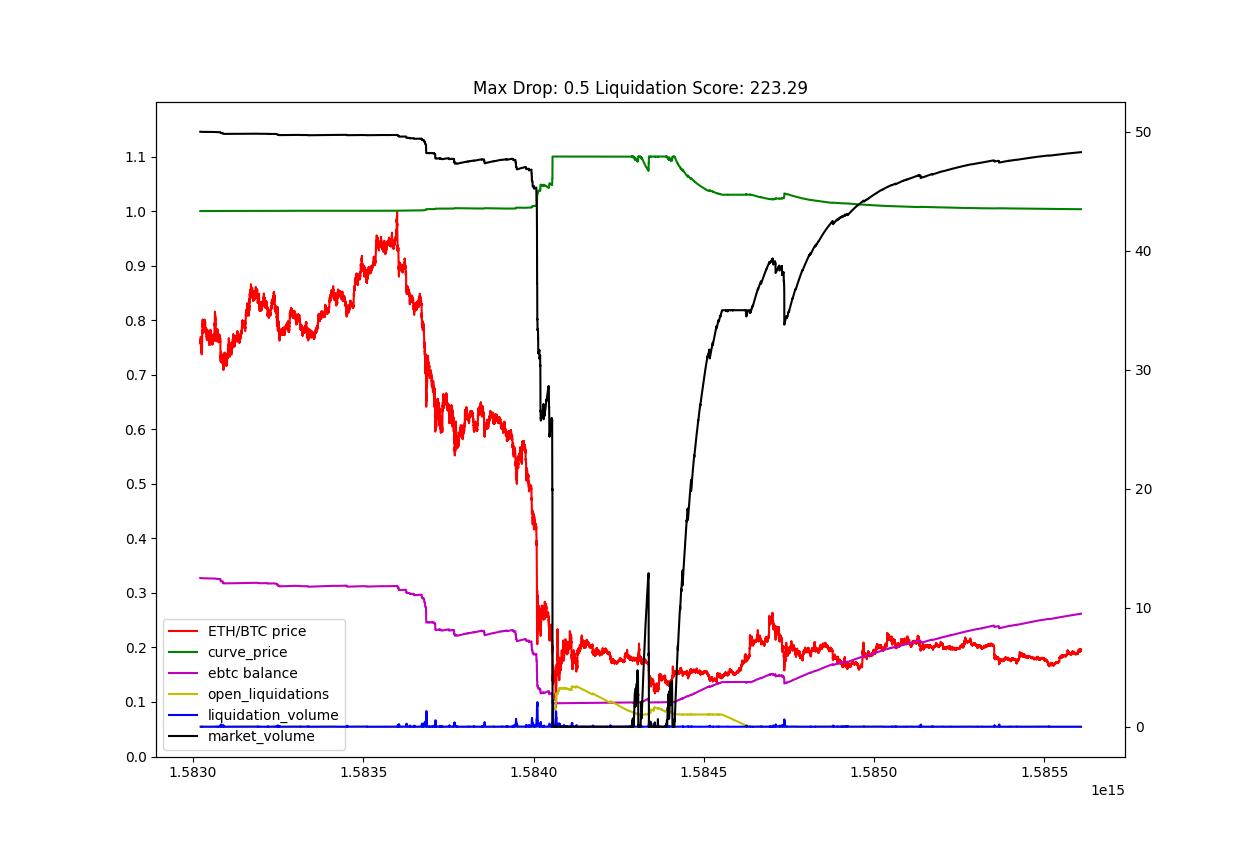 Max Drop: 0.5 Liquidation Score: 223.29
1.1
1.0
0.9
0.8
0.7
0.6
0.5
0.4
0.3
0.2
0.1
0.0
50
40
30
20
10
0
ETH/BTC price
curve_price
ebtc balance
open_liquidations
liquidation_volume
market_volume
1.5830 1.5835 1.5840 1.5845 1.5850 1.5855
1e15